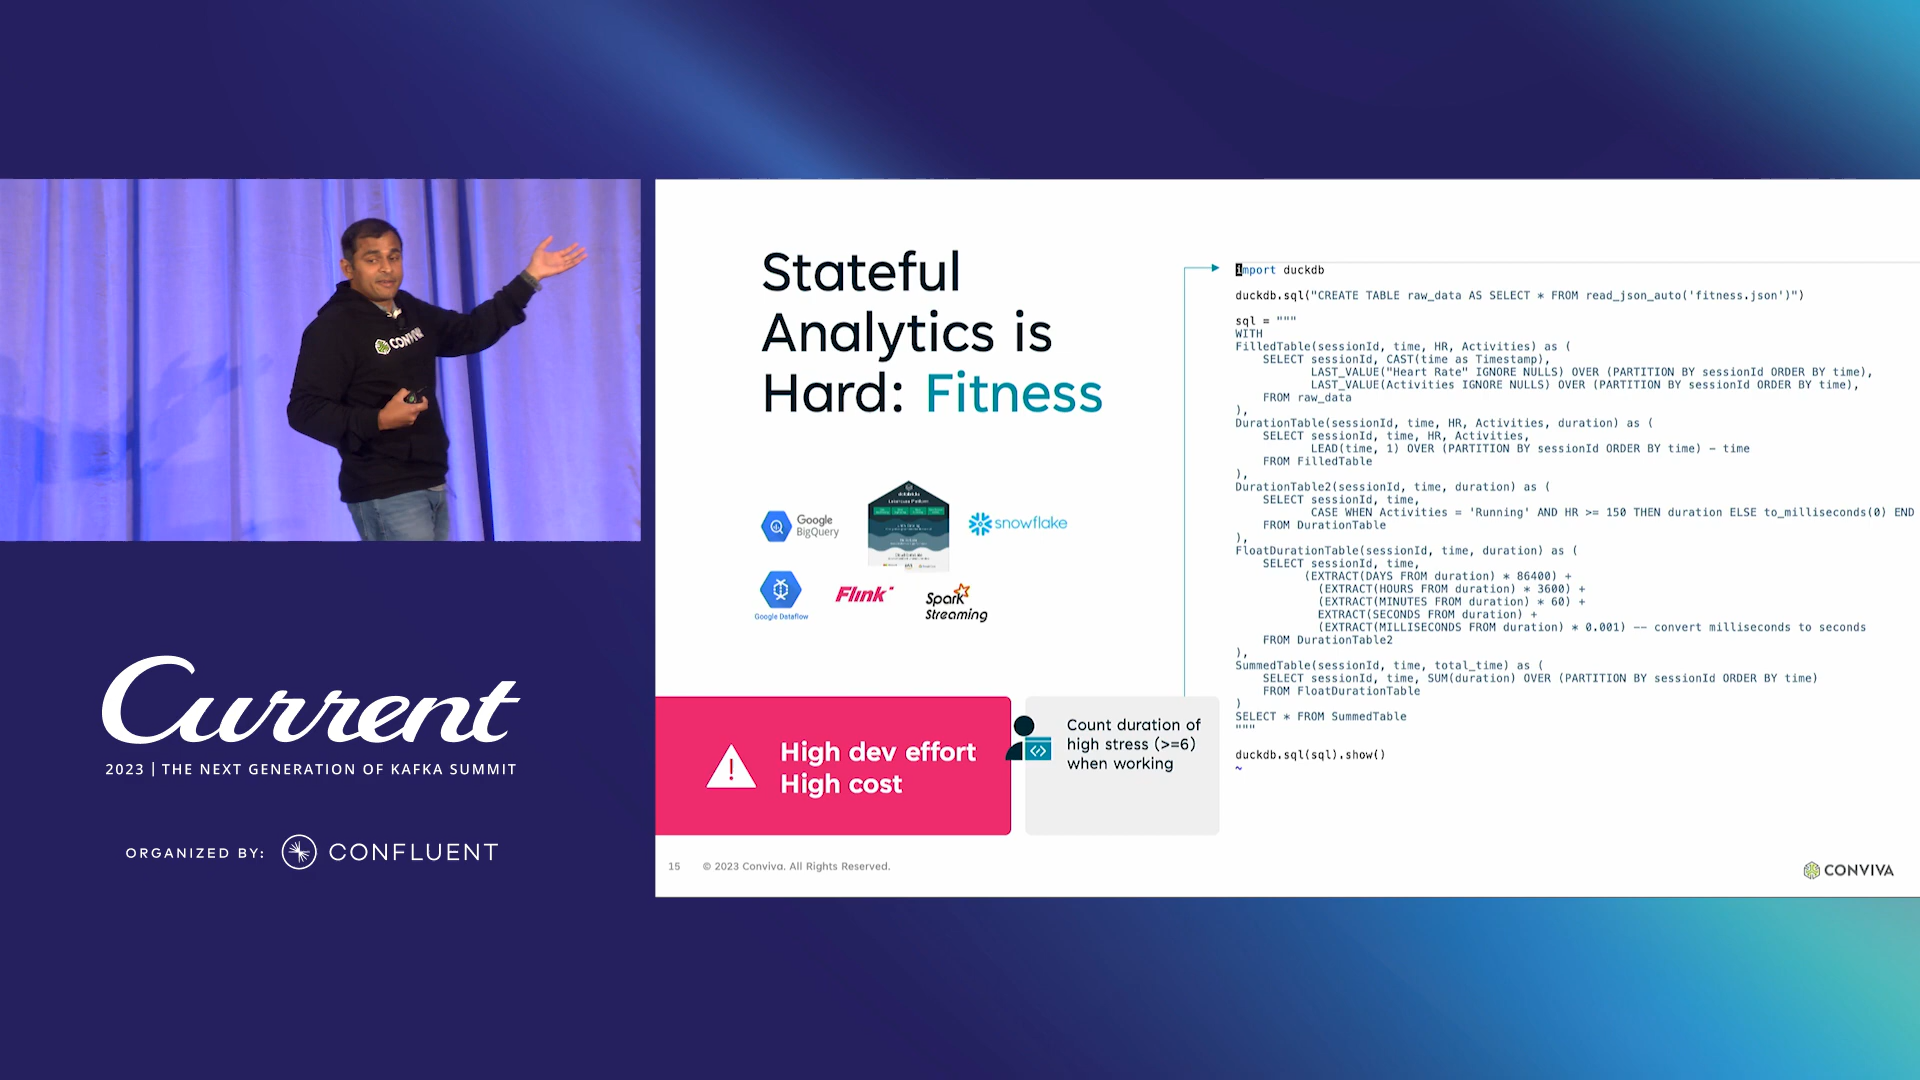 CONVIVA
Current
2023 | THE NEXT GENERATION OF KAFKA SUMMIT
ORGANIZED BY: CONFLUENT
Stateful
Analytics is
Hard: Fitness
Google
BigQuery
snowflake
Google Dataflow
Flink
Spark
Streaming
High dev effort
High cost
Count duration of
high stress (>=6)
when working
import duckdb
duckdb.sql("CREATE TABLE raw_data AS SELECT * FROM read_json_auto('fitness.json')")
sql = """
WITH
FilledTable(sessionId, time, HR, Activities) as (
SELECT sessionId, CAST(time as Timestamp),
LAST_VALUE("Heart Rate" IGNORE NULLS) OVER (PARTITION BY sessionId ORDER BY time),
LAST_VALUE(Activities IGNORE NULLS) OVER (PARTITION BY sessionId ORDER BY time),
FROM raw_data
),
DurationTable(sessionId, time, HR, Activities, duration) as (
SELECT sessionId, time, HR, Activities,
LEAD(time, 1) OVER (PARTITION BY sessionId ORDER BY time) - time
FROM FilledTable
),
DurationTable2(sessionId, time, duration) as (
SELECT sessionId, time,
CASE WHEN Activities = 'Running' AND HR >= 150 THEN duration ELSE to_milliseconds(0) END
FROM DurationTable
),
FloatDurationTable(sessionId, time, duration) as (
SELECT sessionId, time,
(EXTRACT(DAYS FROM duration) * 86400) +
(EXTRACT(HOURS FROM duration) * 3600) +
(EXTRACT(MINUTES FROM duration) * 60) +
EXTRACT(SECONDS FROM duration) +
(EXTRACT(MILLISECONDS FROM duration) * 0.001) -- convert milliseconds to seconds
FROM DurationTable2
),
SummedTable(sessionId, time, total_time) as (
SELECT sessionId, time, SUM(duration) OVER (PARTITION BY sessionId ORDER BY time)
FROM FloatDurationTable
)
SELECT * FROM SummedTable
"""
duckdb.sql(sql).show()
~
15 © 2023 Conviva. All Rights Reserved.
CONVIVA